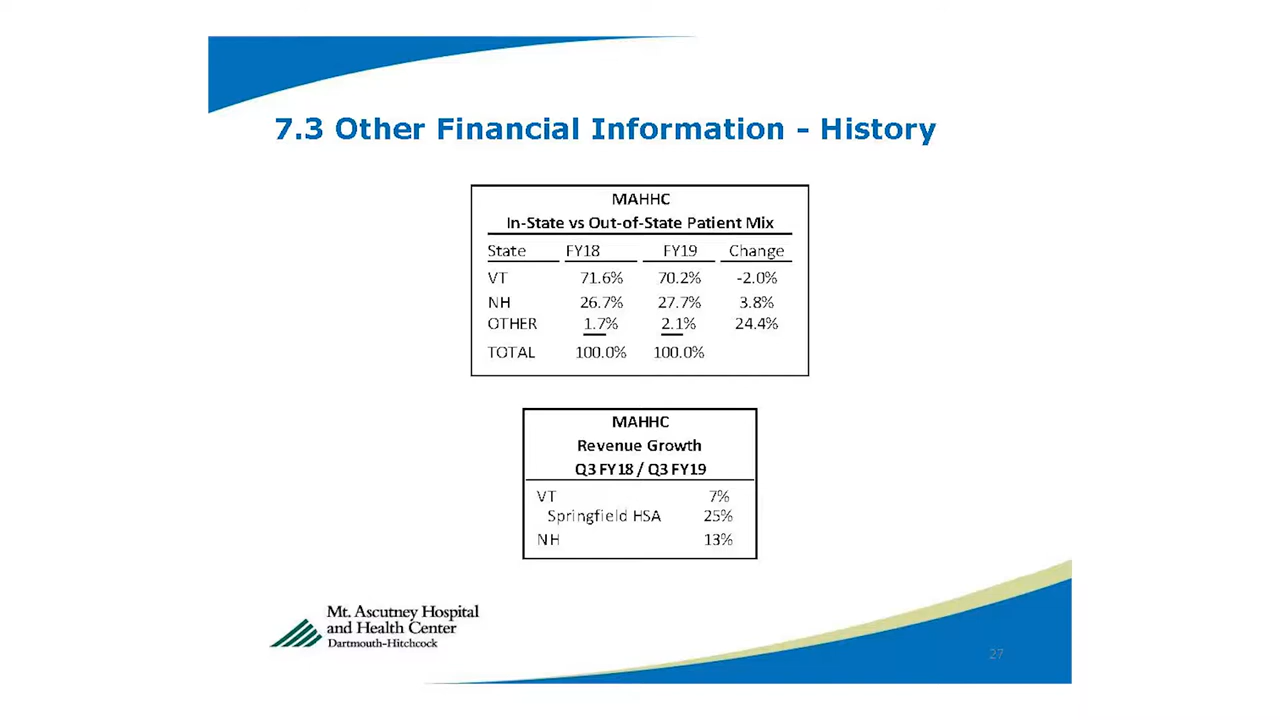 7.3 Other Financial Information - History
MAHHC
In-State vs Out-of-State Patient Mix
State FY18 FY19 Change
VT 71.6% 70.2% -2.0%
NH 26.7% 27.7% 3.8%
OTHER 1.7% 2.1% 24.4%
TOTAL 100.0% 100.0%
MAHHC
Revenue Growth
Q3 FY18 / Q3 FY19
VT 7%
Springfield HSA 25%
NH 13%
Mt. Ascutney Hospital
and Health Center
Dartmouth-Hitchcock
27